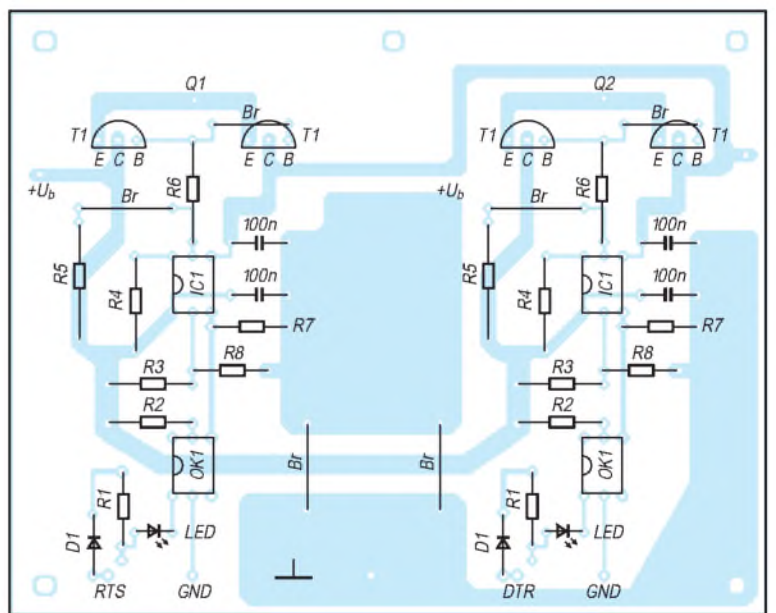 Q1 Q2
Br Br
T1 T1 T1 T1
E C B E C B E C B E C B
R6 R6
+Ub Br +Ub Br
100n 100n
R5 R5
100n 100n
R4 IC1 R4 IC1
R7 R7
R3 R8 R3 R8
R2 R2
OK1 Br Br OK1
R1 R1
D1 LED D1 LED
RTS GND DTR GND